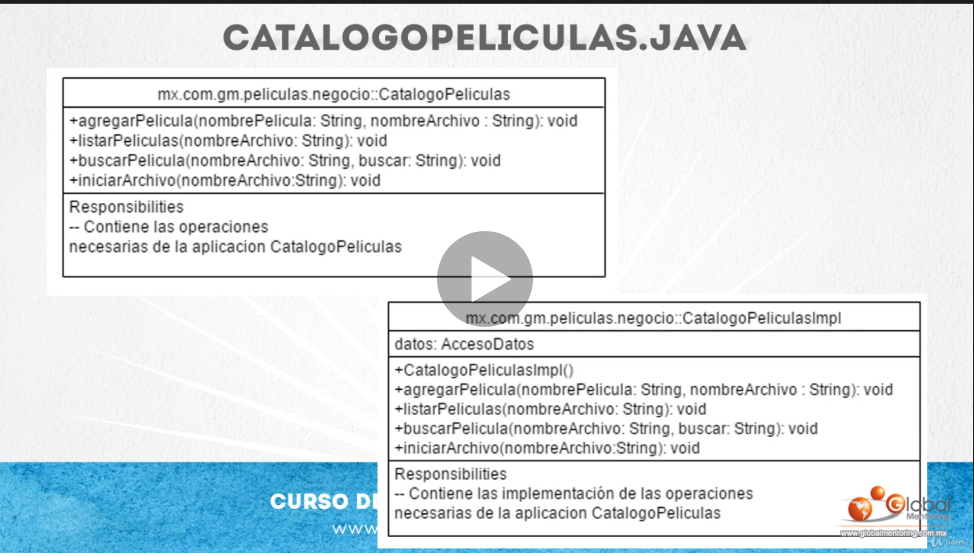 CATALOGOPELICULAS.JAVA
mx.com.gm.peliculas.negocio::CatalogoPeliculas
+agregarPelicula(nombrePelicula: String, nombreArchivo : String): void
+listarPeliculas(nombreArchivo: String): void
+buscarPelicula(nombreArchivo: String, buscar: String): void
+iniciarArchivo(nombreArchivo:String): void
Responsibilities
-- Contiene las operaciones
necesarias de la aplicacion CatalogoPeliculas
mx.com.gm.peliculas.negocio::CatalogoPeliculasImpl
datos: AccesoDatos
+CatalogoPeliculasImpl()
+agregarPelicula(nombrePelicula: String, nombreArchivo : String): void
+listarPeliculas(nombreArchivo: String): void
+buscarPelicula(nombreArchivo: String, buscar: String): void
+iniciarArchivo(nombreArchivo:String): void
Responsibilities
-- Contiene las implementación de las operaciones
necesarias de la aplicacion CatalogoPeliculas
CURSO DE
www.
Global
Mentoring
www.globalmentoring.com.mx